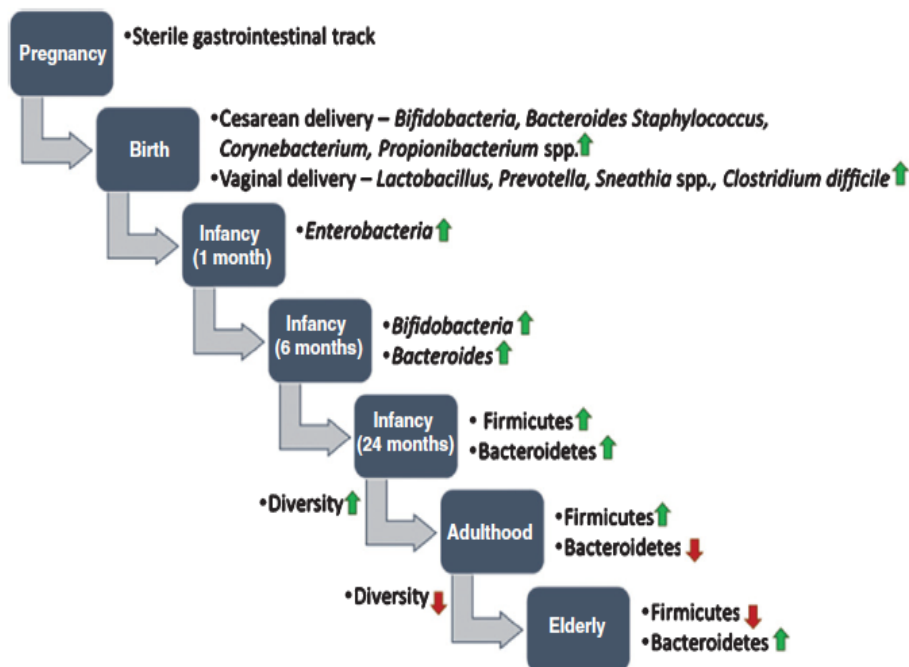 Pregnancy
•Sterile gastrointestinal track
Birth
•Cesarean delivery – Bifidobacteria, Bacteroides Staphylococcus,
Corynebacterium, Propionibacterium spp.
•Vaginal delivery – Lactobacillus, Prevotella, Sneathia spp., Clostridium difficile
Infancy
(1 month)
•Enterobacteria
Infancy
(6 months)
•Bifidobacteria
•Bacteroides
Infancy
(24 months)
•Firmicutes
•Bacteroidetes
•Diversity
Adulthood
•Firmicutes
•Bacteroidetes
•Diversity
Elderly
•Firmicutes
•Bacteroidetes